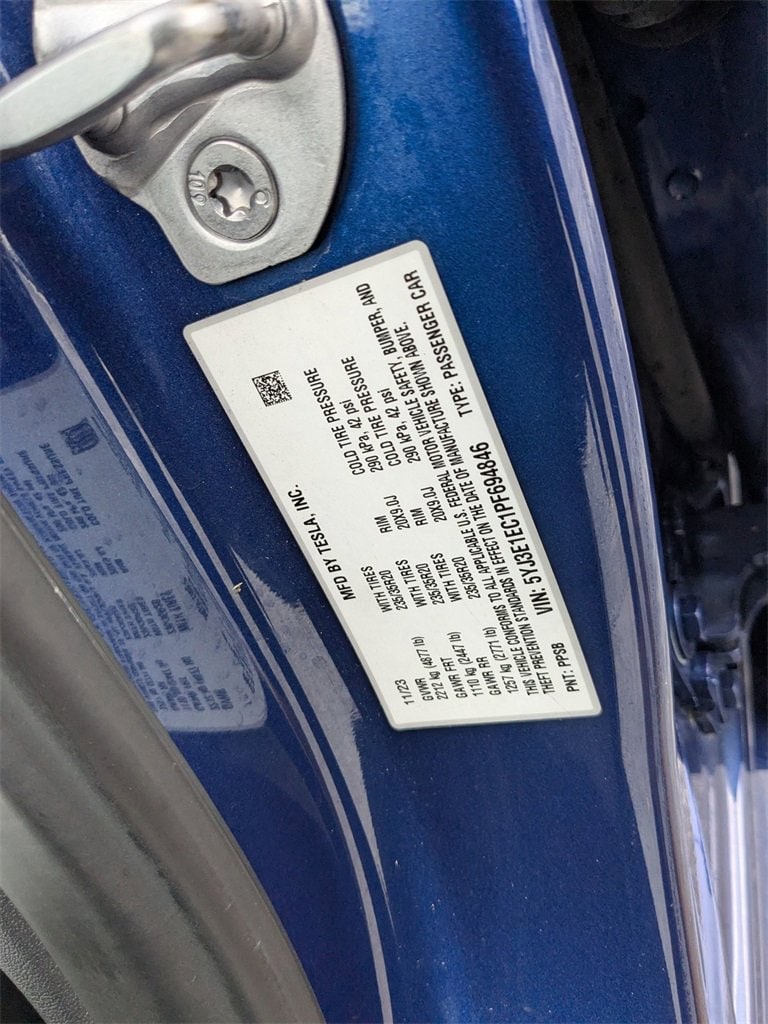 10.9
MFD BY TESLA, INC.
11/23
GVWR WITH TIRES RIM COLD TIRE PRESSURE
2212 kg (4877 lb) 235/35R20 20X9.0J 290 kPa, 42 psi
GAWR FRT WITH TIRES RIM COLD TIRE PRESSURE
1110 kg (2447 lb) 235/35R20 20X9.0J 290 kPa, 42 psi
GAWR RR WITH TIRES
1257 kg (2771 lb) 235/35R20 20X9.0J 290 kPa, 42 psi
THIS VEHICLE CONFORMS TO ALL APPLICABLE U.S. FEDERAL MOTOR VEHICLE SAFETY, BUMPER, AND
THEFT PREVENTION STANDARDS IN EFFECT ON THE DATE OF MANUFACTURE SHOWN ABOVE.
VIN: 5YJ3E1EC1PF694846 TYPE: PASSENGER CAR
PNT: PPSB